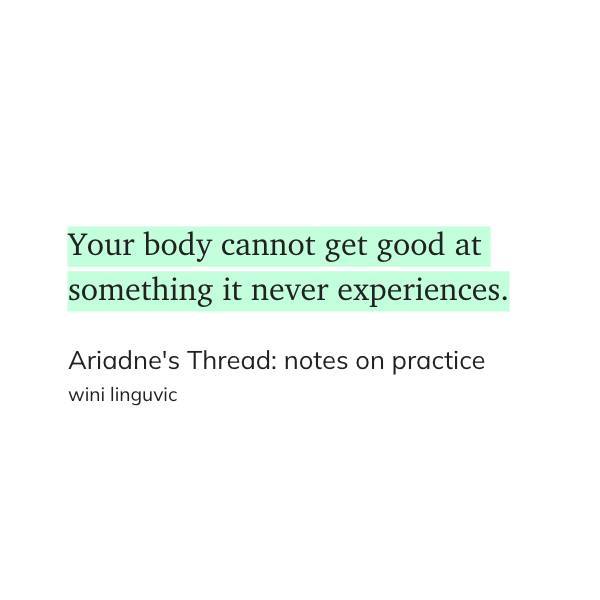 Your body cannot get good at
something it never experiences.
Ariadne's Thread: notes on practice
wini linguvic